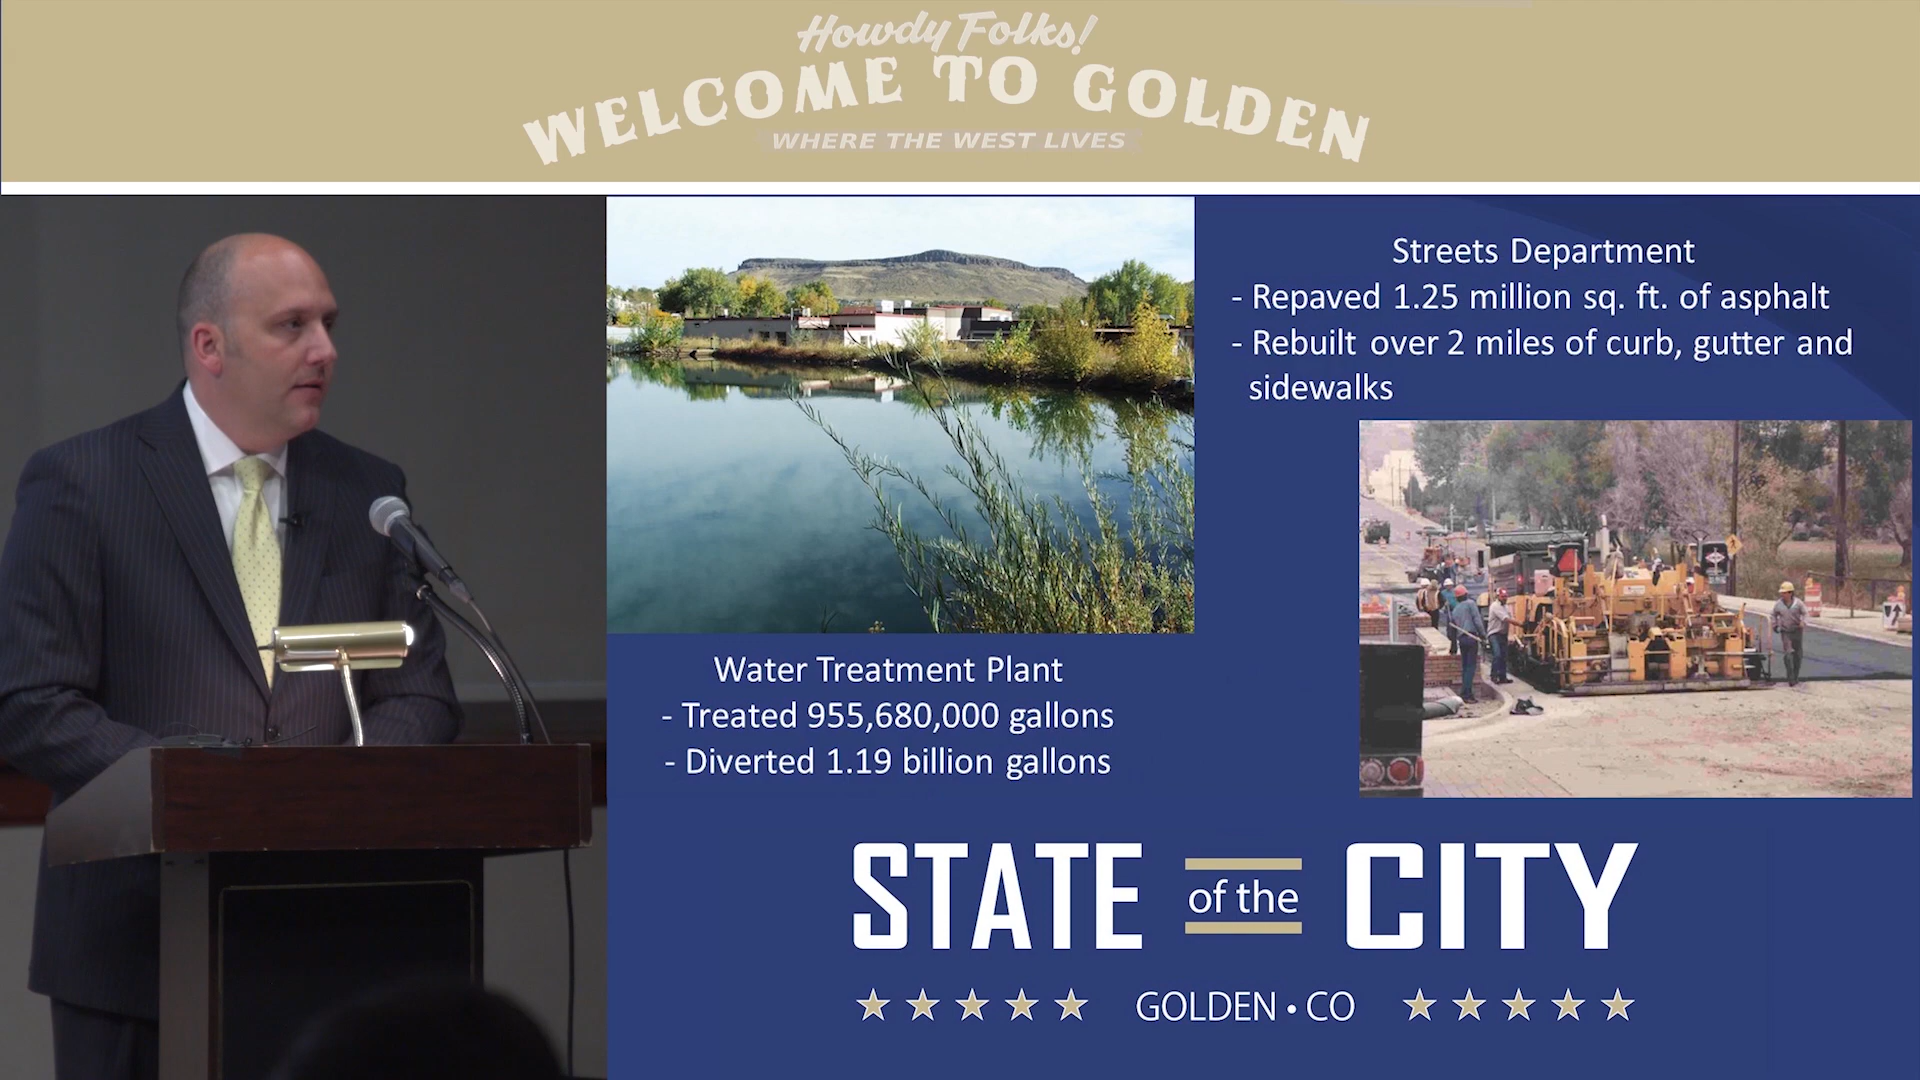 Howdy Folks!
WELCOME TO GOLDEN
WHERE THE WEST LIVES
Streets Department
- Repaved 1.25 million sq. ft. of asphalt
- Rebuilt over 2 miles of curb, gutter and
sidewalks
Water Treatment Plant
- Treated 955,680,000 gallons
- Diverted 1.19 billion gallons
STATE of the CITY
GOLDEN • CO